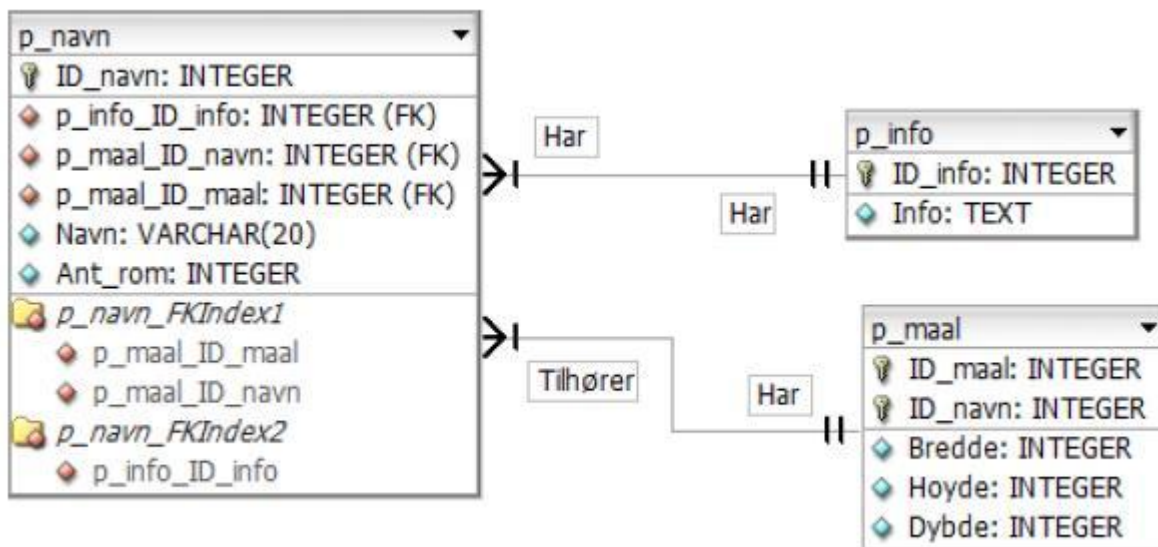 p_navn
ID_navn: INTEGER
p_info_ID_info: INTEGER (FK)
p_maal_ID_navn: INTEGER (FK)
p_maal_ID_maal: INTEGER (FK)
Navn: VARCHAR(20)
Ant_rom: INTEGER
p_navn_FKIndex1
p_maal_ID_maal
p_maal_ID_navn
p_navn_FKIndex2
p_info_ID_info
Har
Har
p_info
ID_info: INTEGER
Info: TEXT
Tilhører
Har
p_maal
ID_maal: INTEGER
ID_navn: INTEGER
Bredde: INTEGER
Hoyde: INTEGER
Dybde: INTEGER